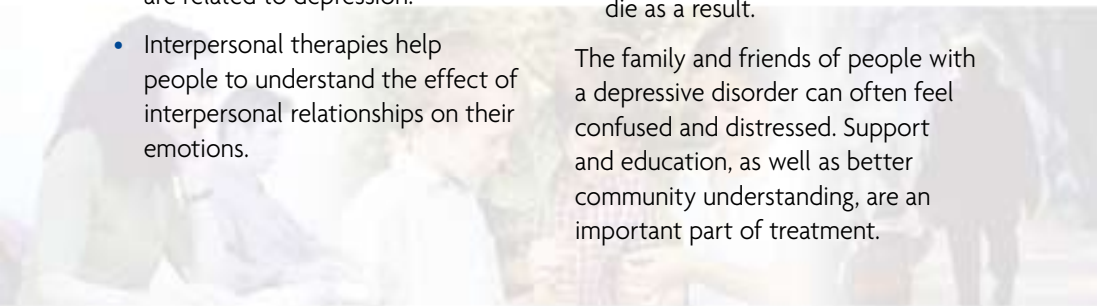 are related to depression.
• Interpersonal therapies help
people to understand the effect of
interpersonal relationships on their
emotions.
die as a result.
The family and friends of people with
a depressive disorder can often feel
confused and distressed. Support
and education, as well as better
community understanding, are an
important part of treatment.